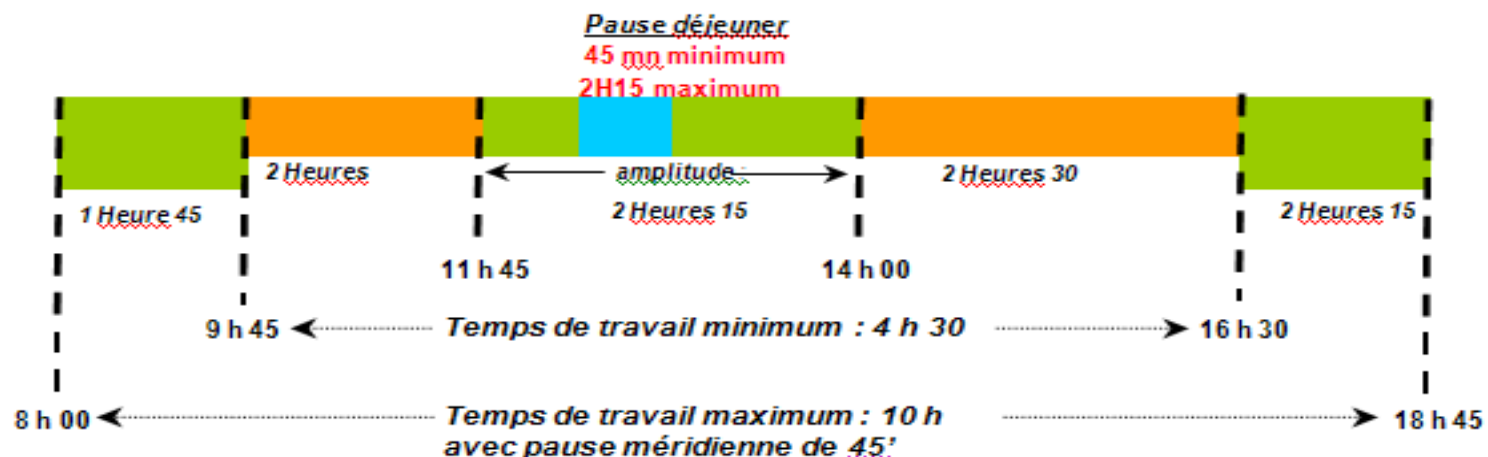 Pause déjeuner
45 mn minimum
2H15 maximum
2 Heures
amplitude :
2 Heures 30
1 Heure 45
2 Heures 15
2 Heures 15
11 h 45
14 h 00
9 h 45
Temps de travail minimum : 4 h 30
16 h 30
8 h 00
Temps de travail maximum : 10 h
18 h 45
avec pause méridienne de 45'